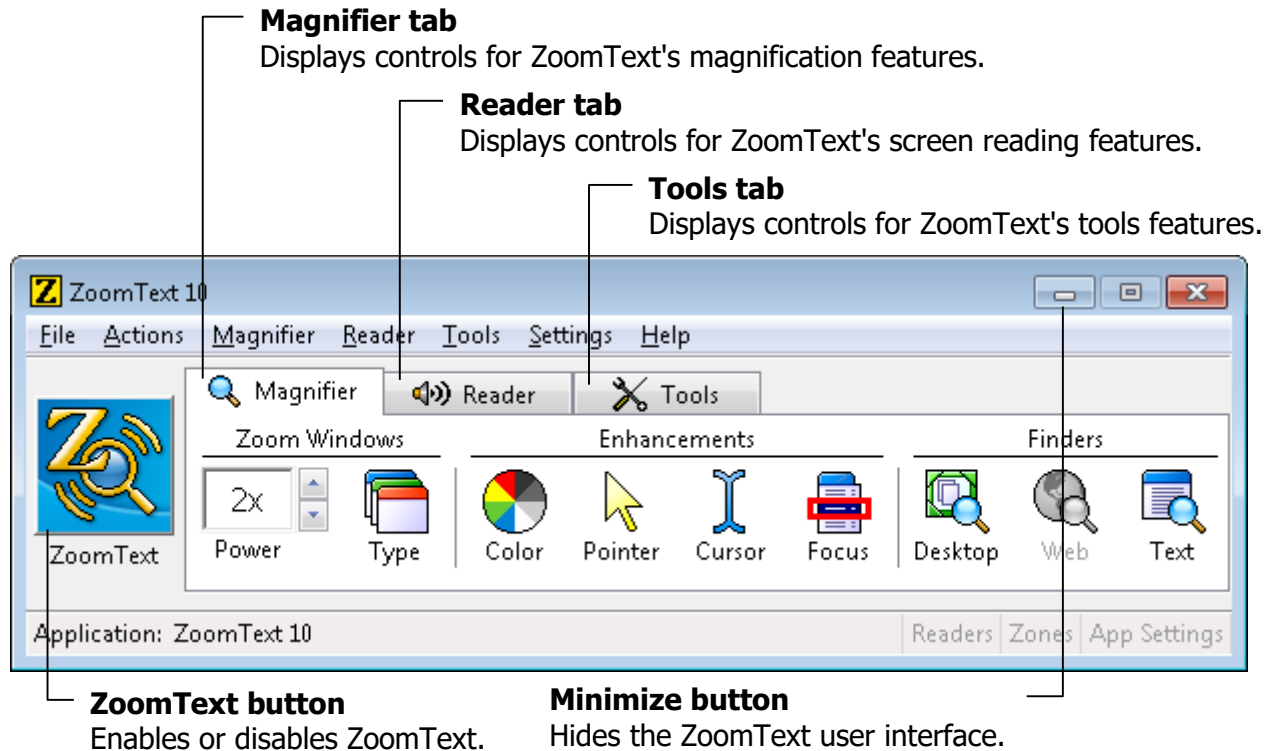 Magnifier tab
Displays controls for ZoomText's magnification features.
Reader tab
Displays controls for ZoomText's screen reading features.
Tools tab
Displays controls for ZoomText's tools features.
Z ZoomText 10
File Actions Magnifier Reader Tools Settings Help
Magnifier Reader Tools
Zoom Windows Enhancements Finders
2x
ZoomText Power Type Color Pointer Cursor Focus Desktop Web Text
Application: ZoomText 10 Readers Zones App Settings
ZoomText button
Enables or disables ZoomText.
Minimize button
Hides the ZoomText user interface.